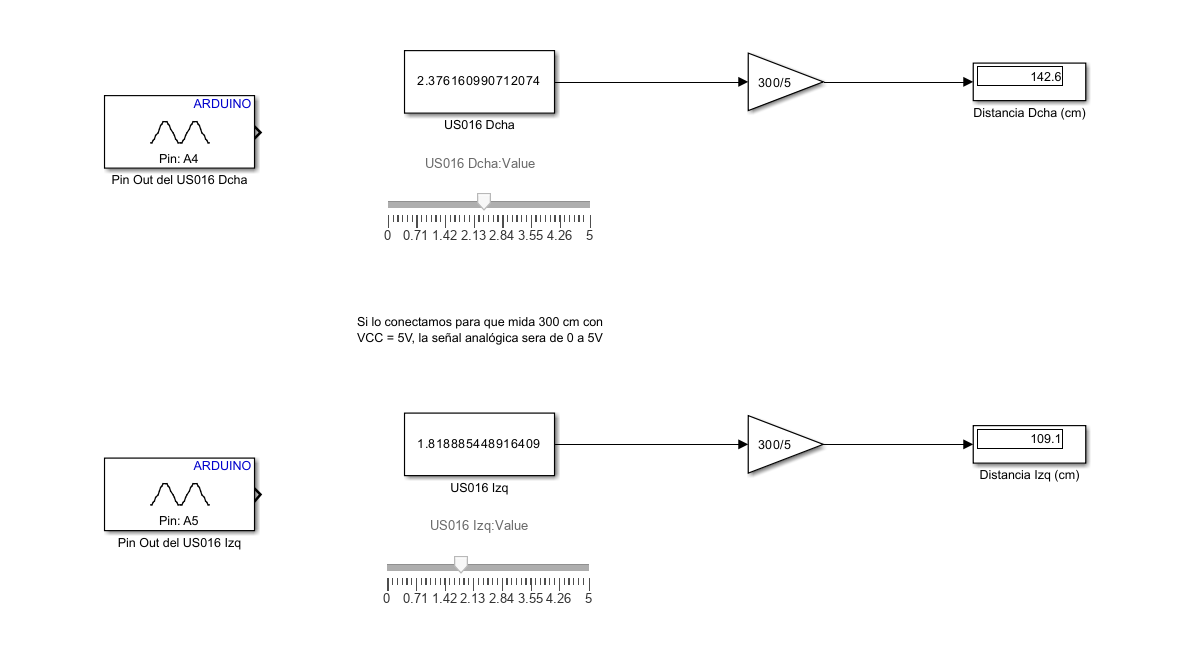 2.376160990712074
300/5
142.6
US016 Dcha
Distancia Dcha (cm)
ARDUINO
Pin: A4
Pin Out del US016 Dcha
US016 Dcha:Value
0 0.71 1.42 2.13 2.84 3.55 4.26 5
Si lo conectamos para que mida 300 cm con
VCC = 5V, la señal analógica sera de 0 a 5V
1.818885448916409
300/5
109.1
US016 Izq
Distancia Izq (cm)
ARDUINO
Pin: A5
Pin Out del US016 Izq
US016 Izq:Value
0 0.71 1.42 2.13 2.84 3.55 4.26 5